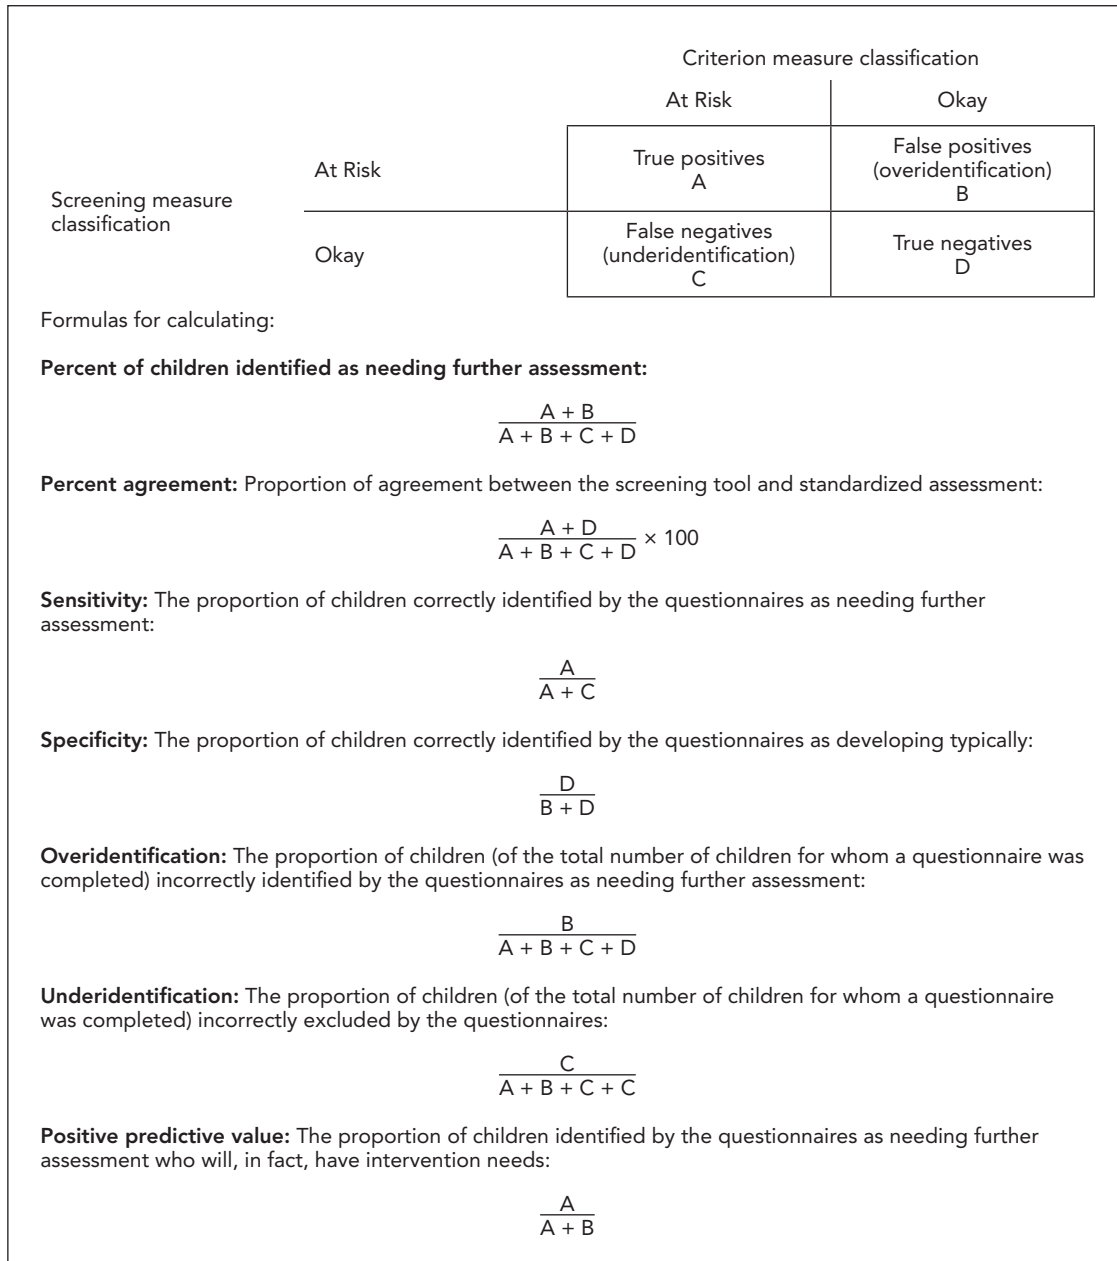 Criterion measure classification
At Risk
Okay
Screening measure
classification
At Risk
True positives
A
False positives
(overidentification)
B
Okay
False negatives
(underidentification)
C
True negatives
D
Formulas for calculating:
Percent of children identified as needing further assessment:
A + B
A + B + C + D
Percent agreement: Proportion of agreement between the screening tool and standardized assessment:
A + D
A + B + C + D
× 100
Sensitivity: The proportion of children correctly identified by the questionnaires as needing further
assessment:
A
A + C
Specificity: The proportion of children correctly identified by the questionnaires as developing typically:
D
B + D
Overidentification: The proportion of children (of the total number of children for whom a questionnaire was
completed) incorrectly identified by the questionnaires as needing further assessment:
B
A + B + C + D
Underidentification: The proportion of children (of the total number of children for whom a questionnaire
was completed) incorrectly excluded by the questionnaires:
C
A + B + C + C
Positive predictive value: The proportion of children identified by the questionnaires as needing further
assessment who will, in fact, have intervention needs:
A
A + B